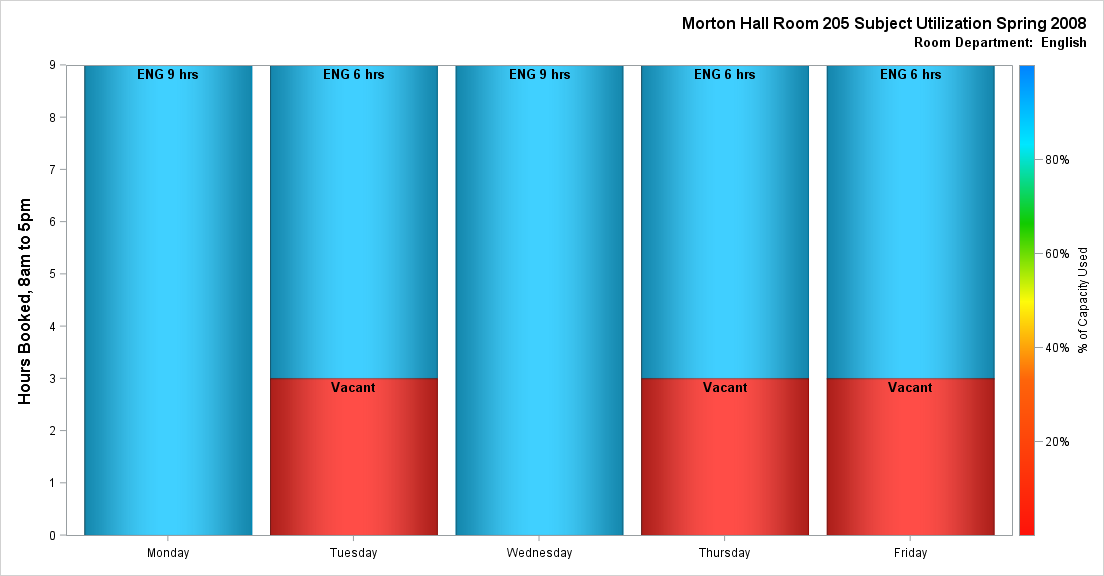 Morton Hall Room 205 Subject Utilization Spring 2008
Room Department:  English
Hours Booked, 8am to 5pm
9
8
7
6
5
4
3
2
1
0
ENG 9 hrs
ENG 6 hrs
ENG 9 hrs
ENG 6 hrs
ENG 6 hrs
Vacant
Vacant
Vacant
Monday
Tuesday
Wednesday
Thursday
Friday
80%
60%
40%
20%
% of Capacity Used